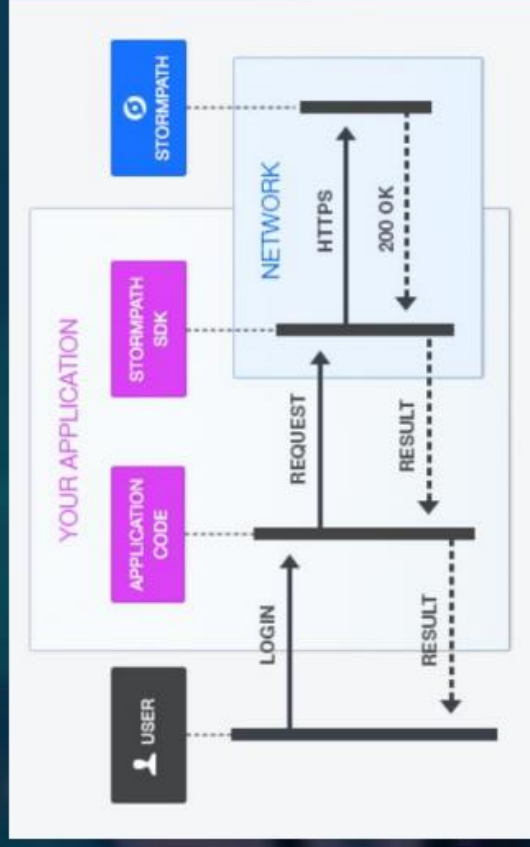 YOUR APPLICATION
USER
APPLICATION
CODE
STORMPATH
SDK
STORMPATH
NETWORK
LOGIN
REQUEST
HTTPS
200 OK
RESULT
RESULT